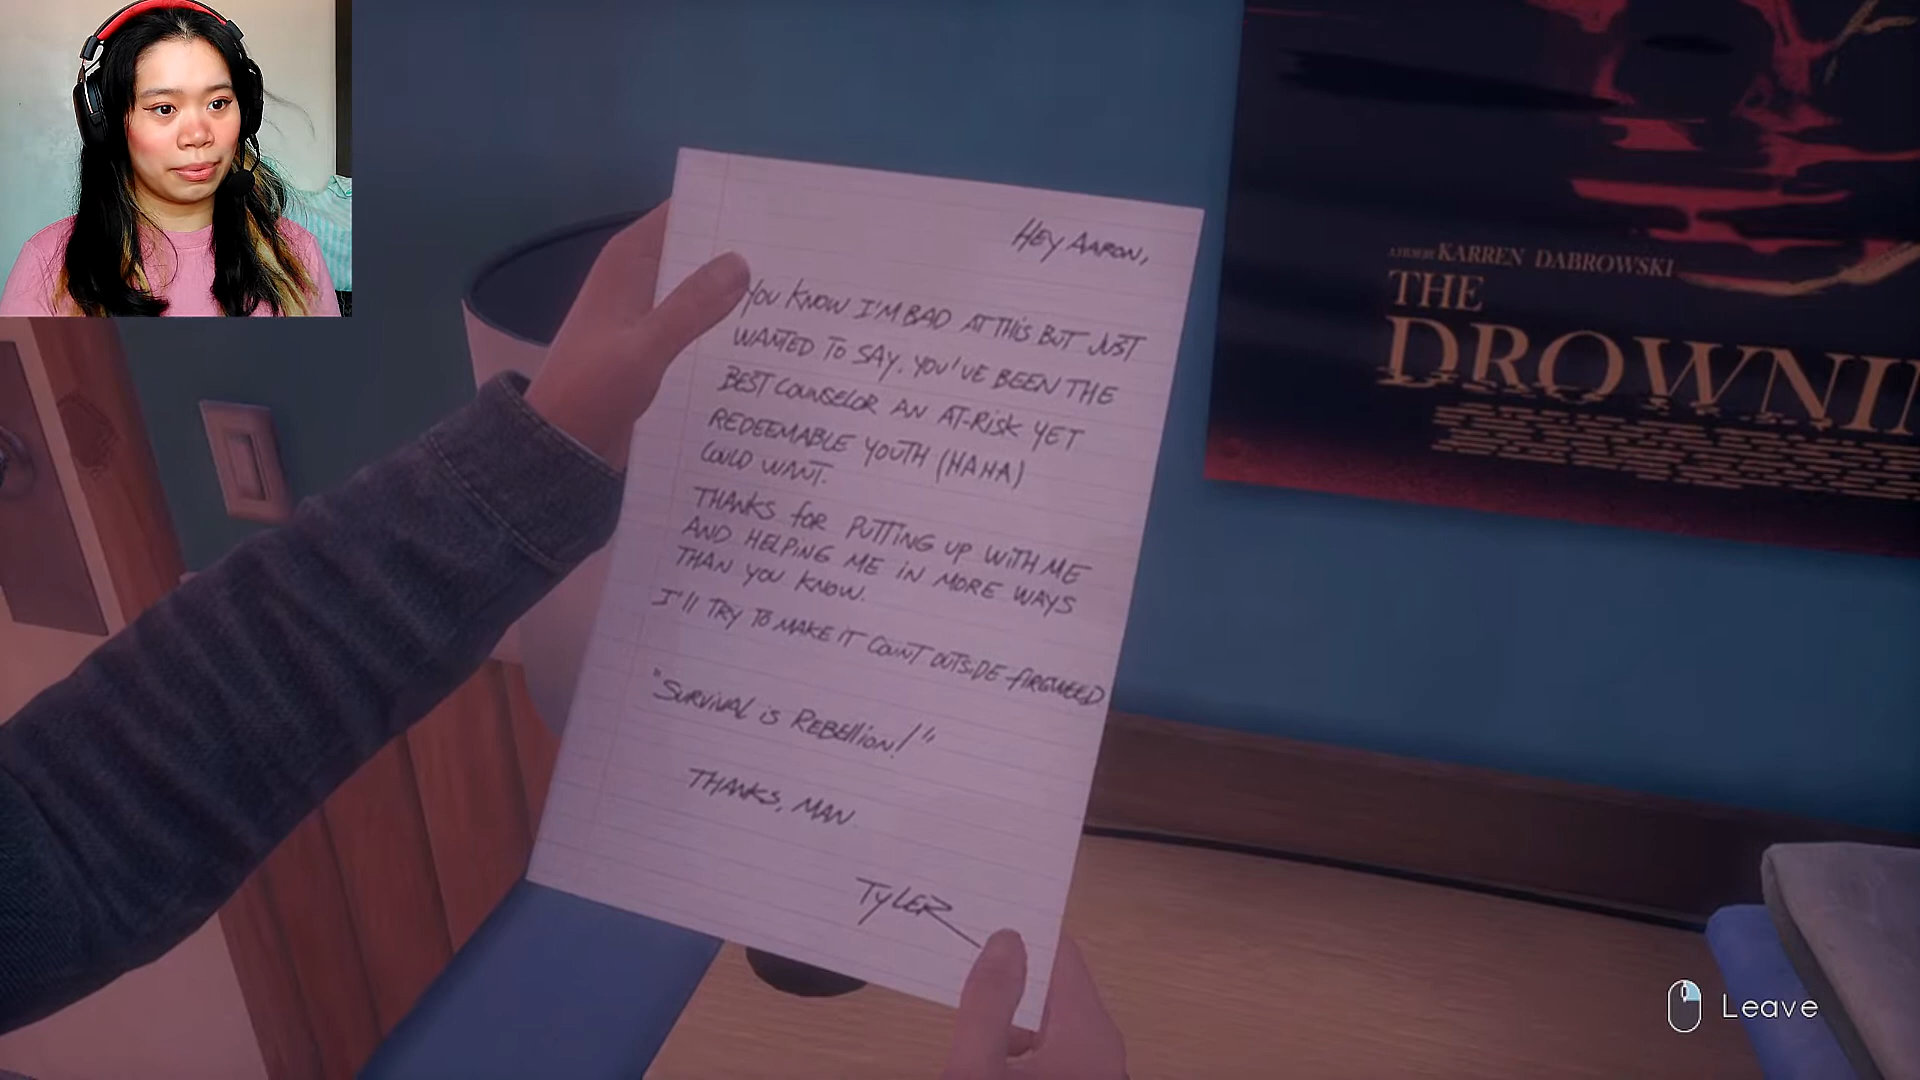 Hey Aaron,
You know I'm bad at this but just
wanted to say. You've been the
best counselor an at-risk yet
redeemable youth (haha)
could want.
Thanks for putting up with me
and helping me in more ways
than you know.
I'll try to make it count outside Fireweed
"Survival is Rebellion!"
Thanks, man.
Tyler
KARREN DABROWSKI
THE
DROWNI
Leave